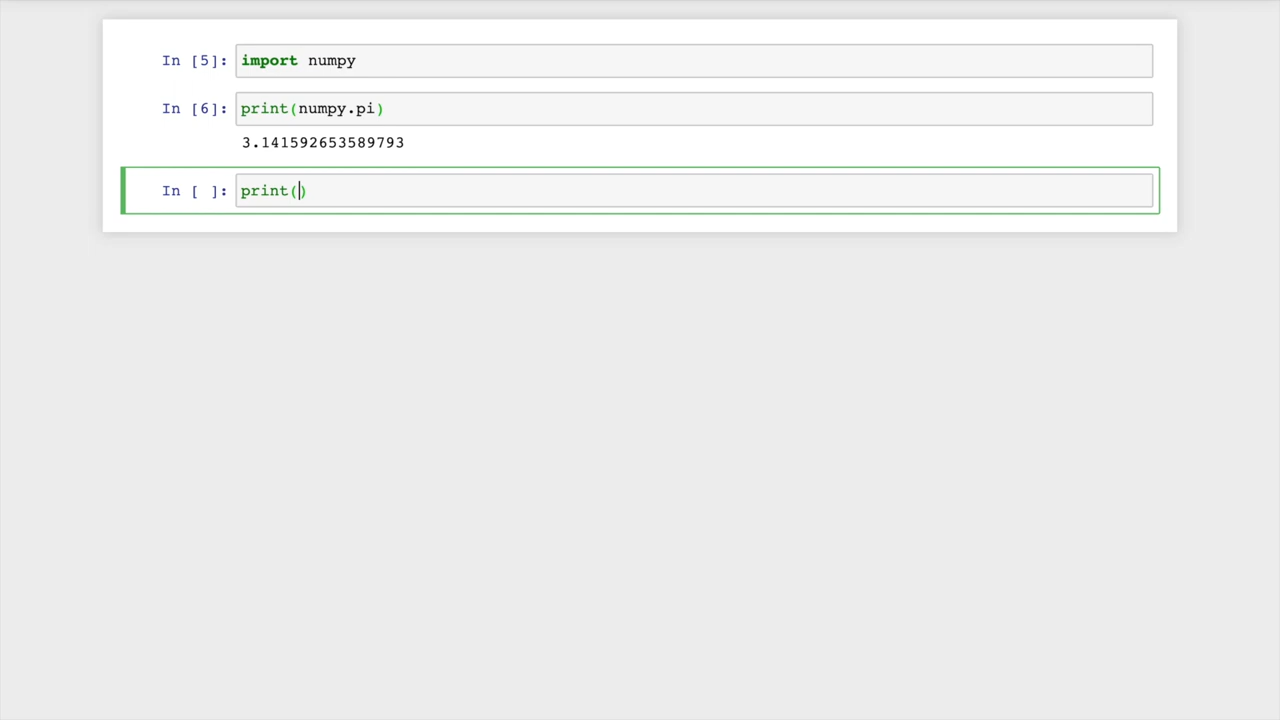 In [5]: import numpy
In [6]: print(numpy.pi)
3.141592653589793
In [ ]: print()